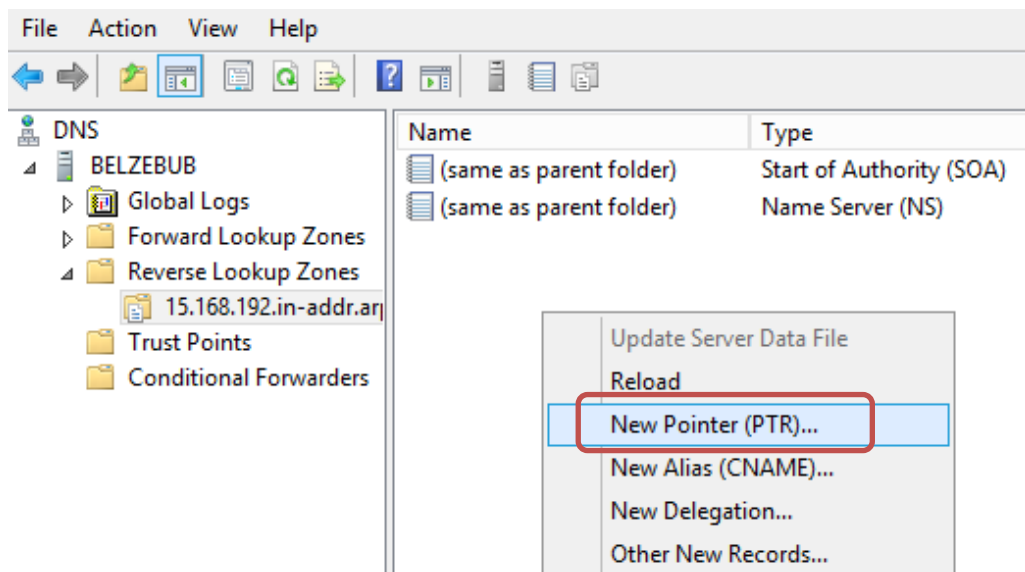 File Action View Help
DNS
BELZEBUB
Global Logs
Forward Lookup Zones
Reverse Lookup Zones
15.168.192.in-addr.arp
Trust Points
Conditional Forwarders
Name Type
(same as parent folder) Start of Authority (SOA)
(same as parent folder) Name Server (NS)
Update Server Data File
Reload
New Pointer (PTR)...
New Alias (CNAME)...
New Delegation...
Other New Records...